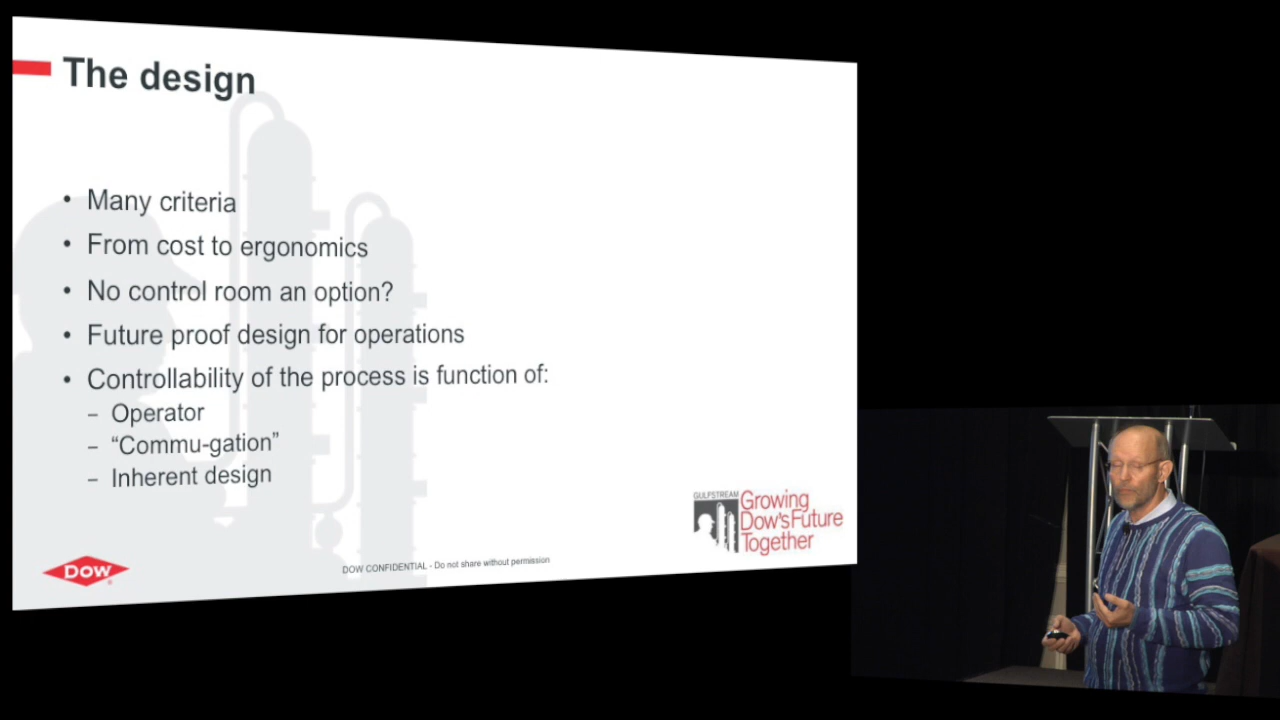 The design
• Many criteria
• From cost to ergonomics
• No control room an option?
• Future proof design for operations
• Controllability of the process is function of:
– Operator
– “Commu-gation”
– Inherent design
GULFSTREAM
Growing
Dow'sFuture
Together
DOW
®
DOW CONFIDENTIAL - Do not share without permission